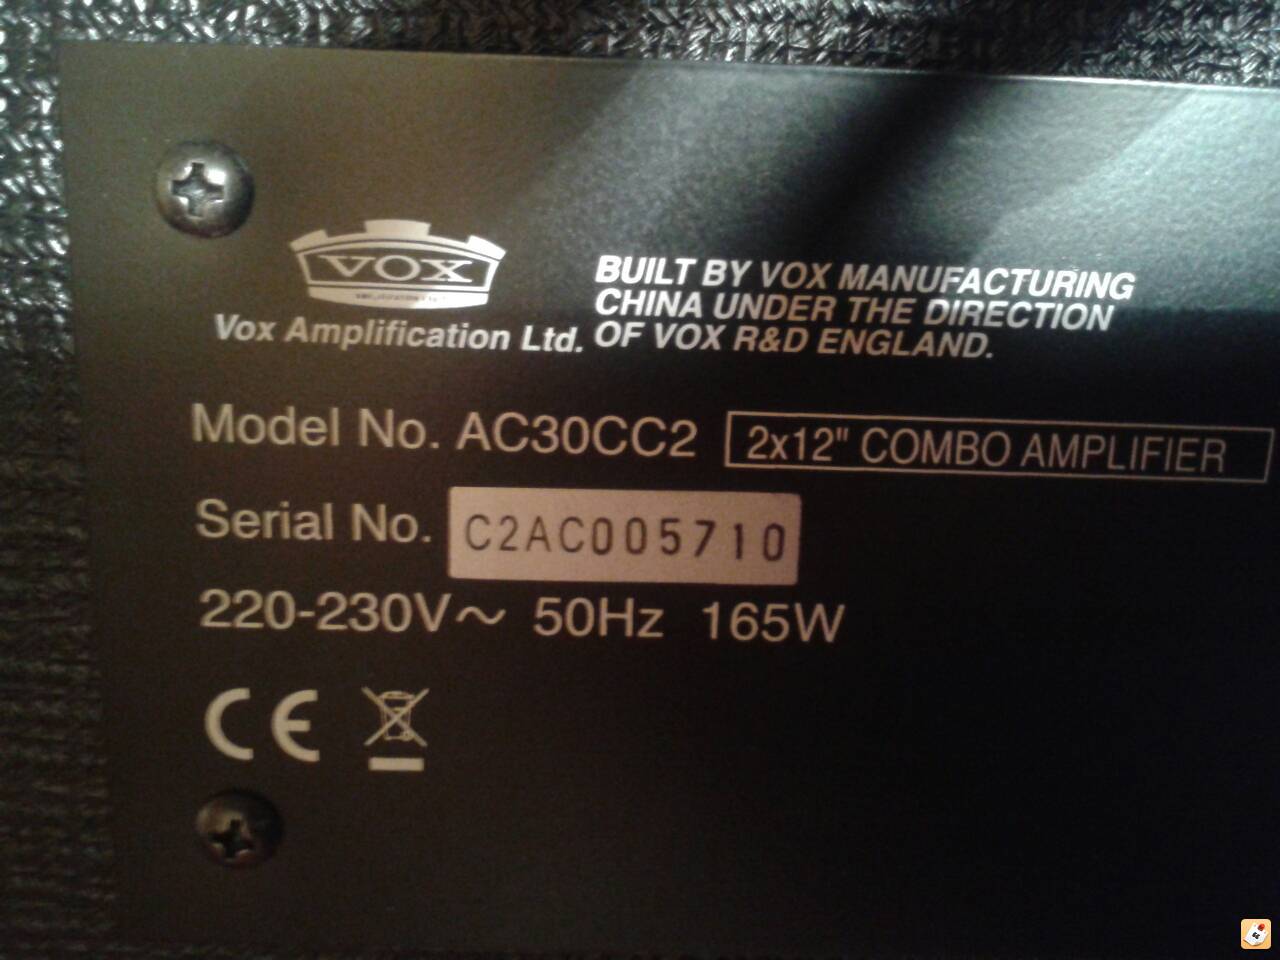 VOX
BUILT BY VOX MANUFACTURING
CHINA UNDER THE DIRECTION
OF VOX R&D ENGLAND.
Vox Amplification Ltd.
Model No. AC30CC2 2x12" COMBO AMPLIFIER
Serial No. C2AC005710
220-230V~ 50Hz 165W
CE